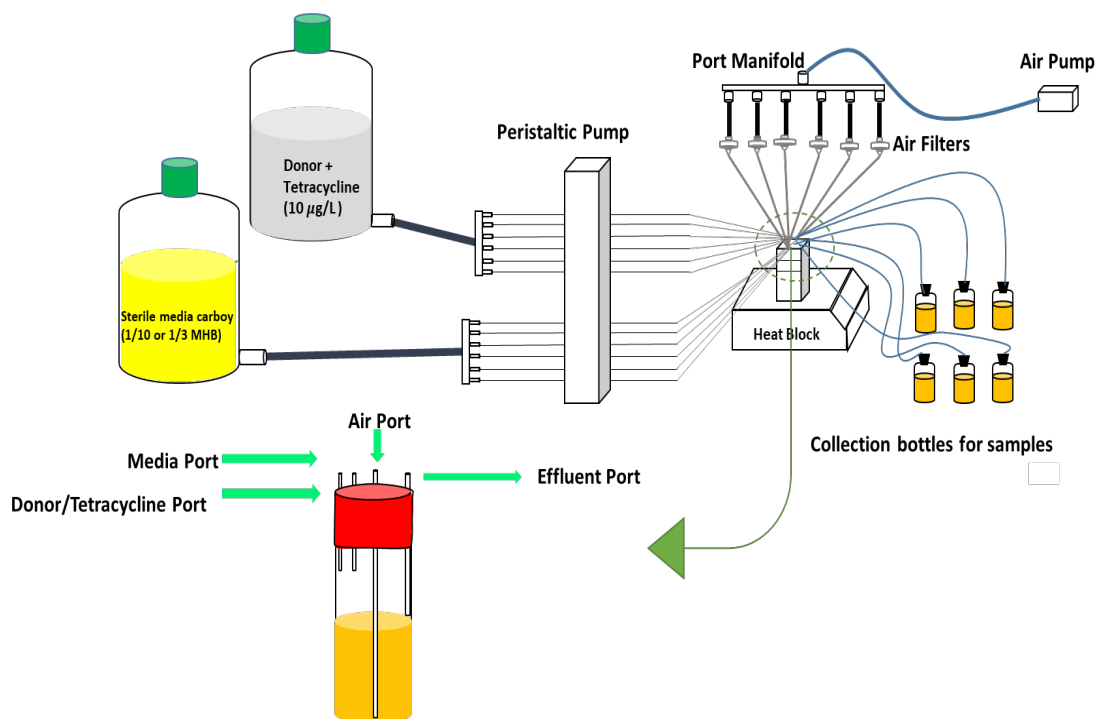 Port Manifold
Air Pump
Peristaltic Pump
Air Filters
Donor +
Tetracycline
(10 µg/L)
Sterile media carboy
(1/10 or 1/3 MHB)
Heat Block
Collection bottles for samples
Air Port
Media Port
Effluent Port
Donor/Tetracycline Port